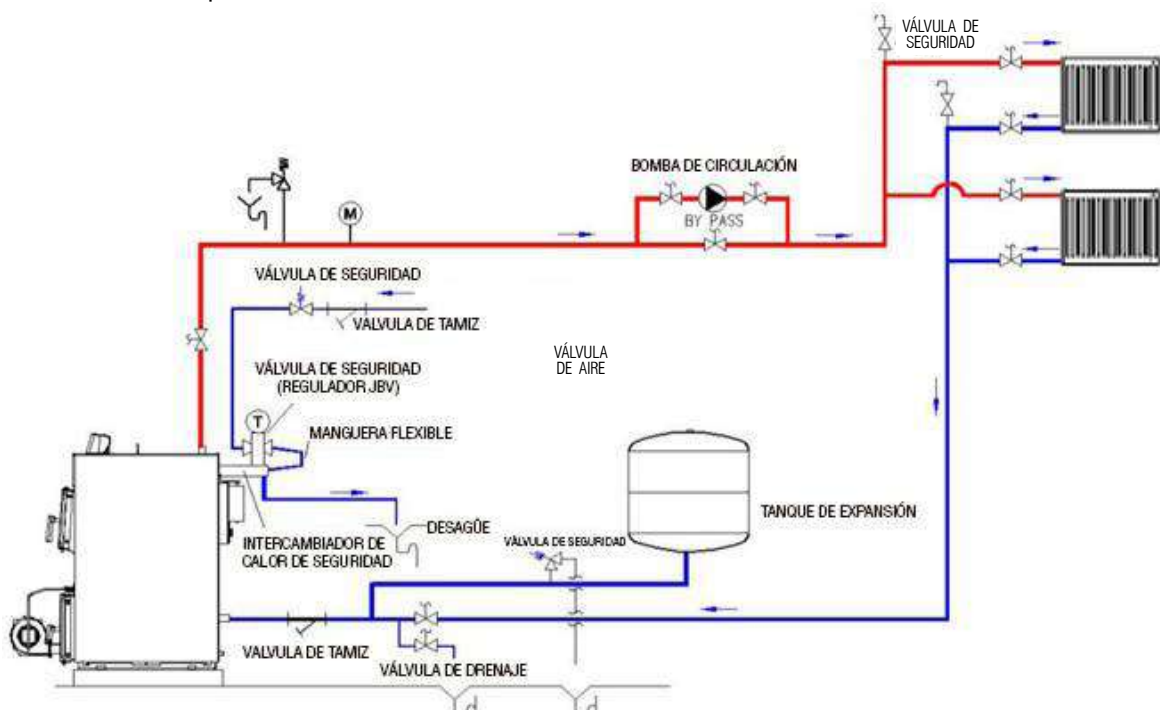 VÁLVULA DE
SEGURIDAD
BOMBA DE CIRCULACIÓN
BY PASS
M
VÁLVULA DE SEGURIDAD
VALVULA DE TAMIZ
VÁLVULA
DE AIRE
VÁLVULA DE SEGURIDAD
(REGULADOR JBV)
T
MANGUERA FLEXIBLE
TANQUE DE EXPANSIÓN
DESAGÜE
VÁLVULA DE SEGURIDAD
INTERCAMBIADOR DE
CALOR DE SEGURIDAD
VALVULA DE TAMIZ
VÁLVULA DE DRENAJE